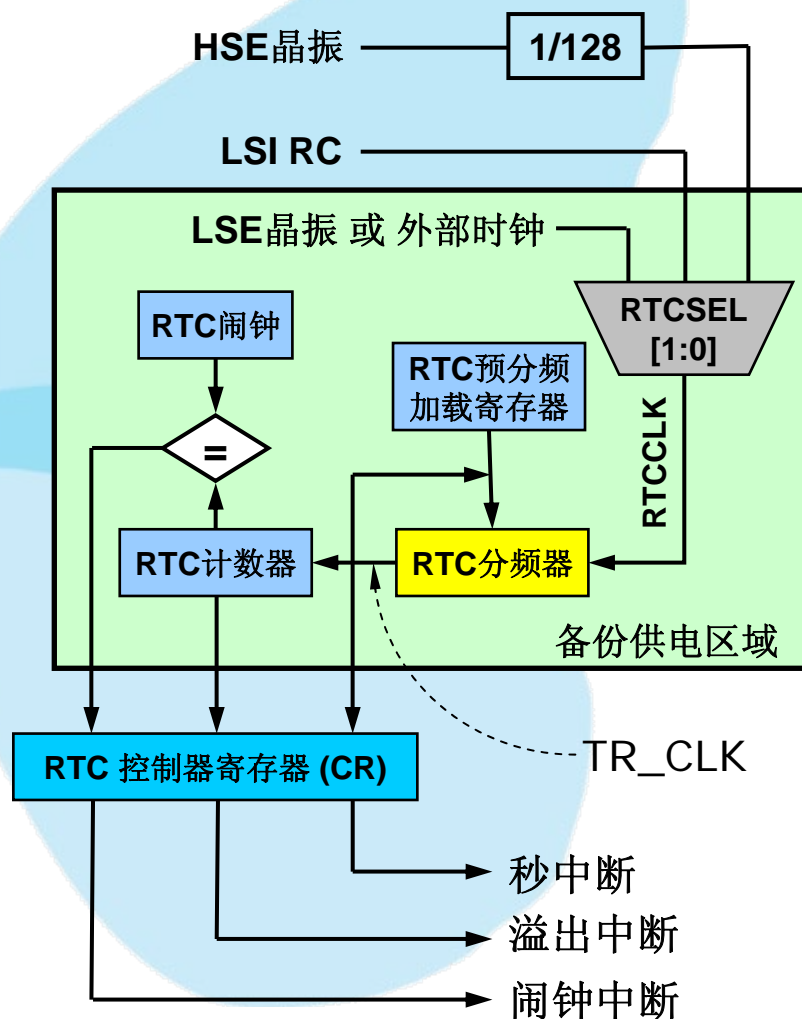 HSE晶振
1/128
LSI RC
LSE晶振 或 外部时钟
RTCSEL
[1:0]
RTC闹钟
RTC预分频
加载寄存器
RTCCLK
=
RTC计数器
RTC分频器
备份供电区域
TR_CLK
RTC 控制器寄存器 (CR)
秒中断
溢出中断
闹钟中断